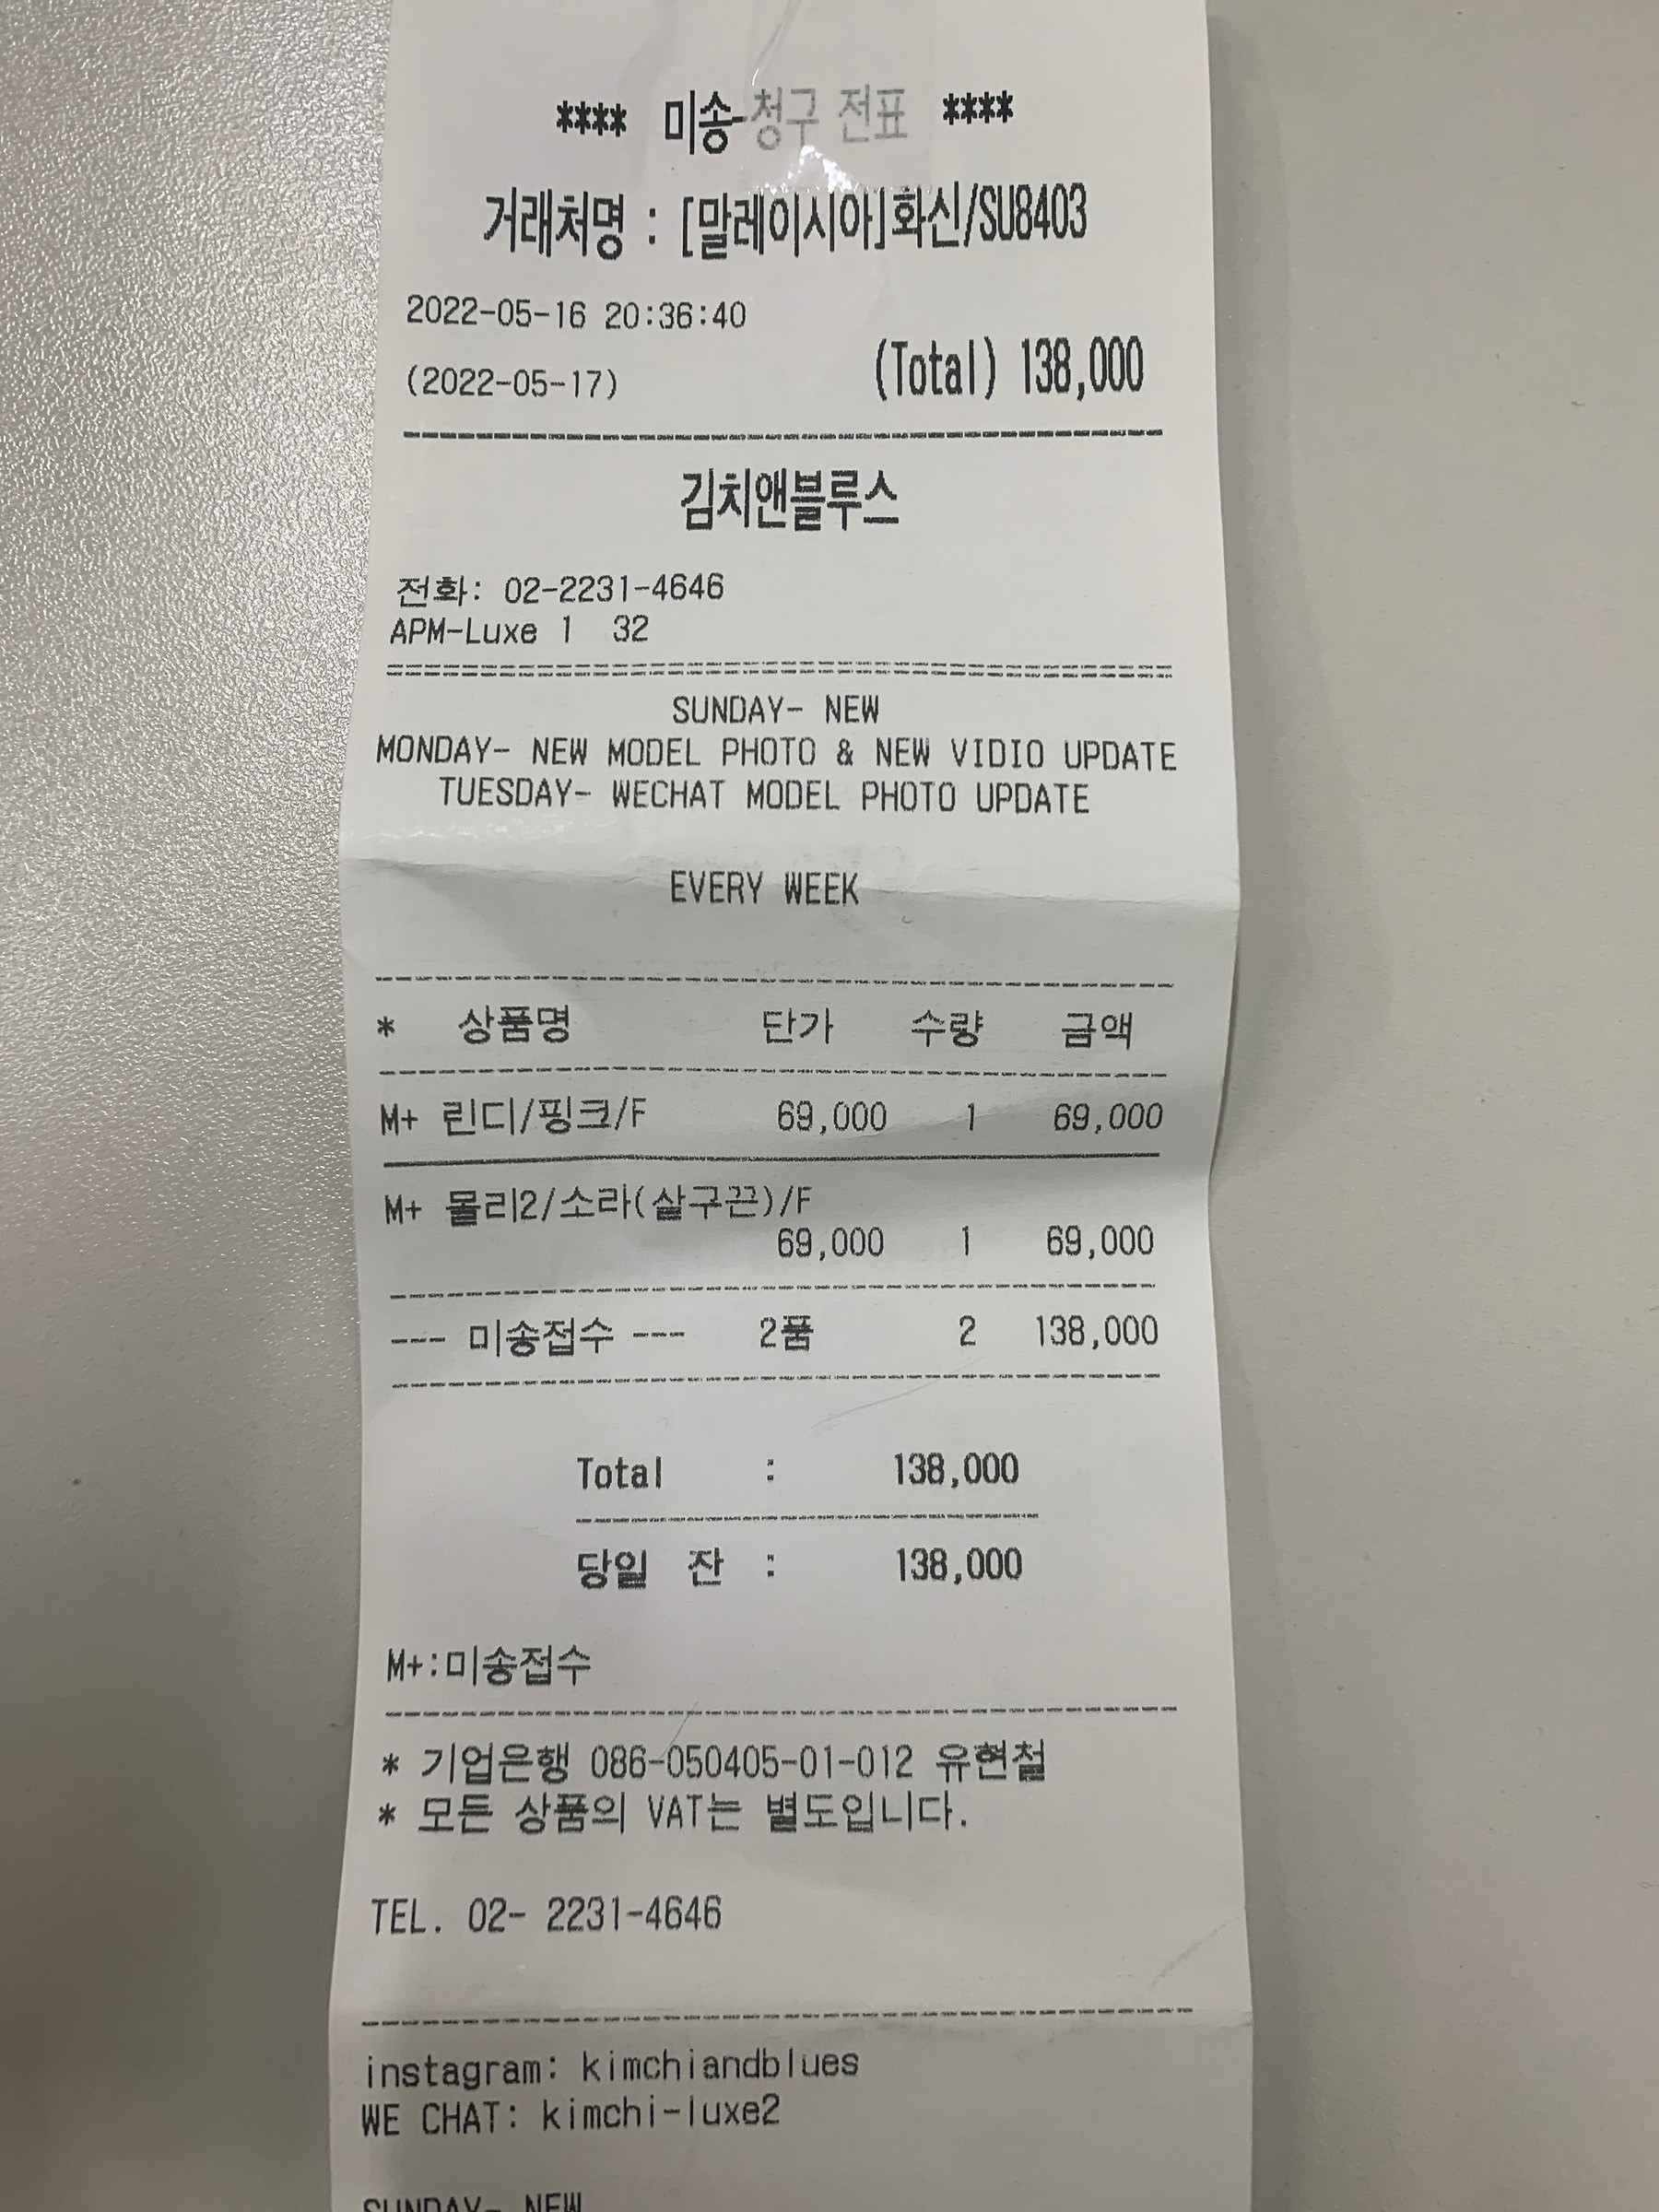 **** 미송-청구 전표 ****
거래처명 : [말레이시아]화신/SU8403
2022-05-16 20:36:40
(2022-05-17) (Total) 138,000
김치앤블루스
전화: 02-2231-4646
APM-Luxe 1 32
SUNDAY- NEW
MONDAY- NEW MODEL PHOTO & NEW VIDIO UPDATE
TUESDAY- WECHAT MODEL PHOTO UPDATE
EVERY WEEK
* 상품명 단가 수량 금액
M+ 린디/핑크/F 69,000 1 69,000
M+ 몰리2/소라(살구끈)/F
69,000 1 69,000
--- 미송접수 --- 2품 2 138,000
Total : 138,000
당일 잔 : 138,000
M+:미송접수
* 기업은행 086-050405-01-012 유현철
* 모든 상품의 VAT는 별도입니다.
TEL. 02- 2231-4646
instagram: kimchiandblues
WE CHAT: kimchi-luxe2
SUNDAY- NEW